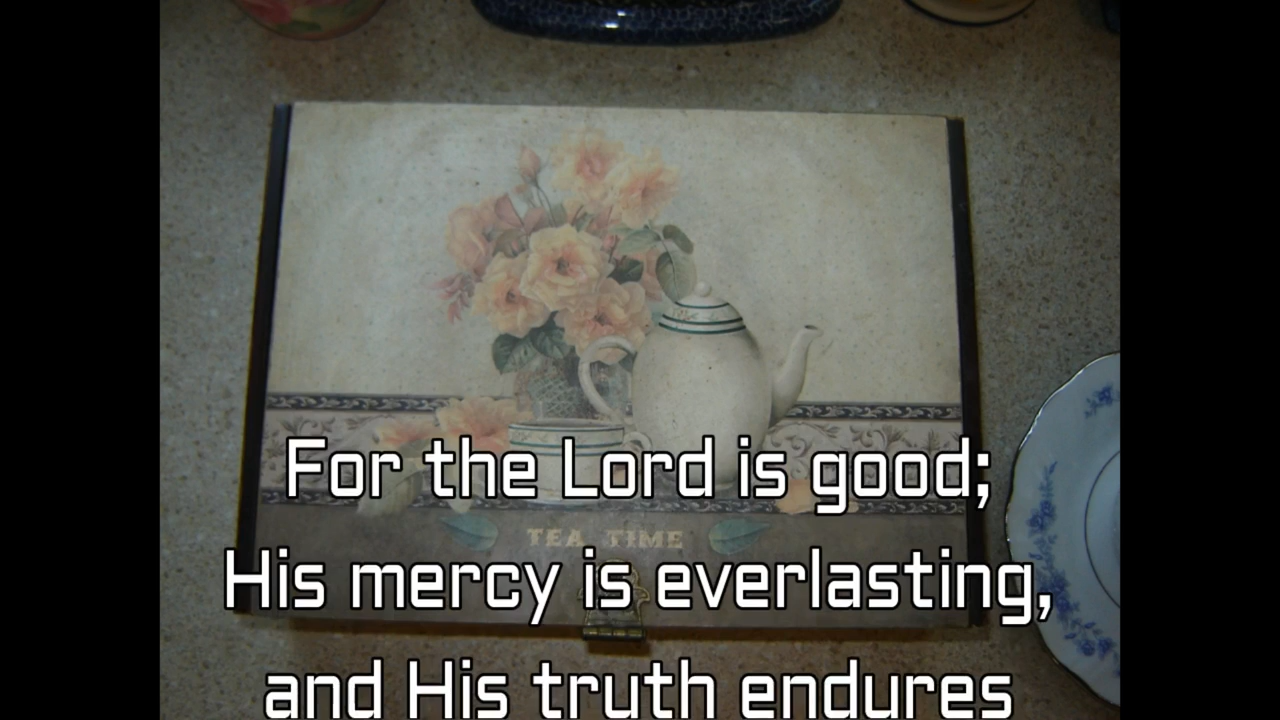 For the Lord is good;
TEA TIME
His mercy is everlasting,
and His truth endures